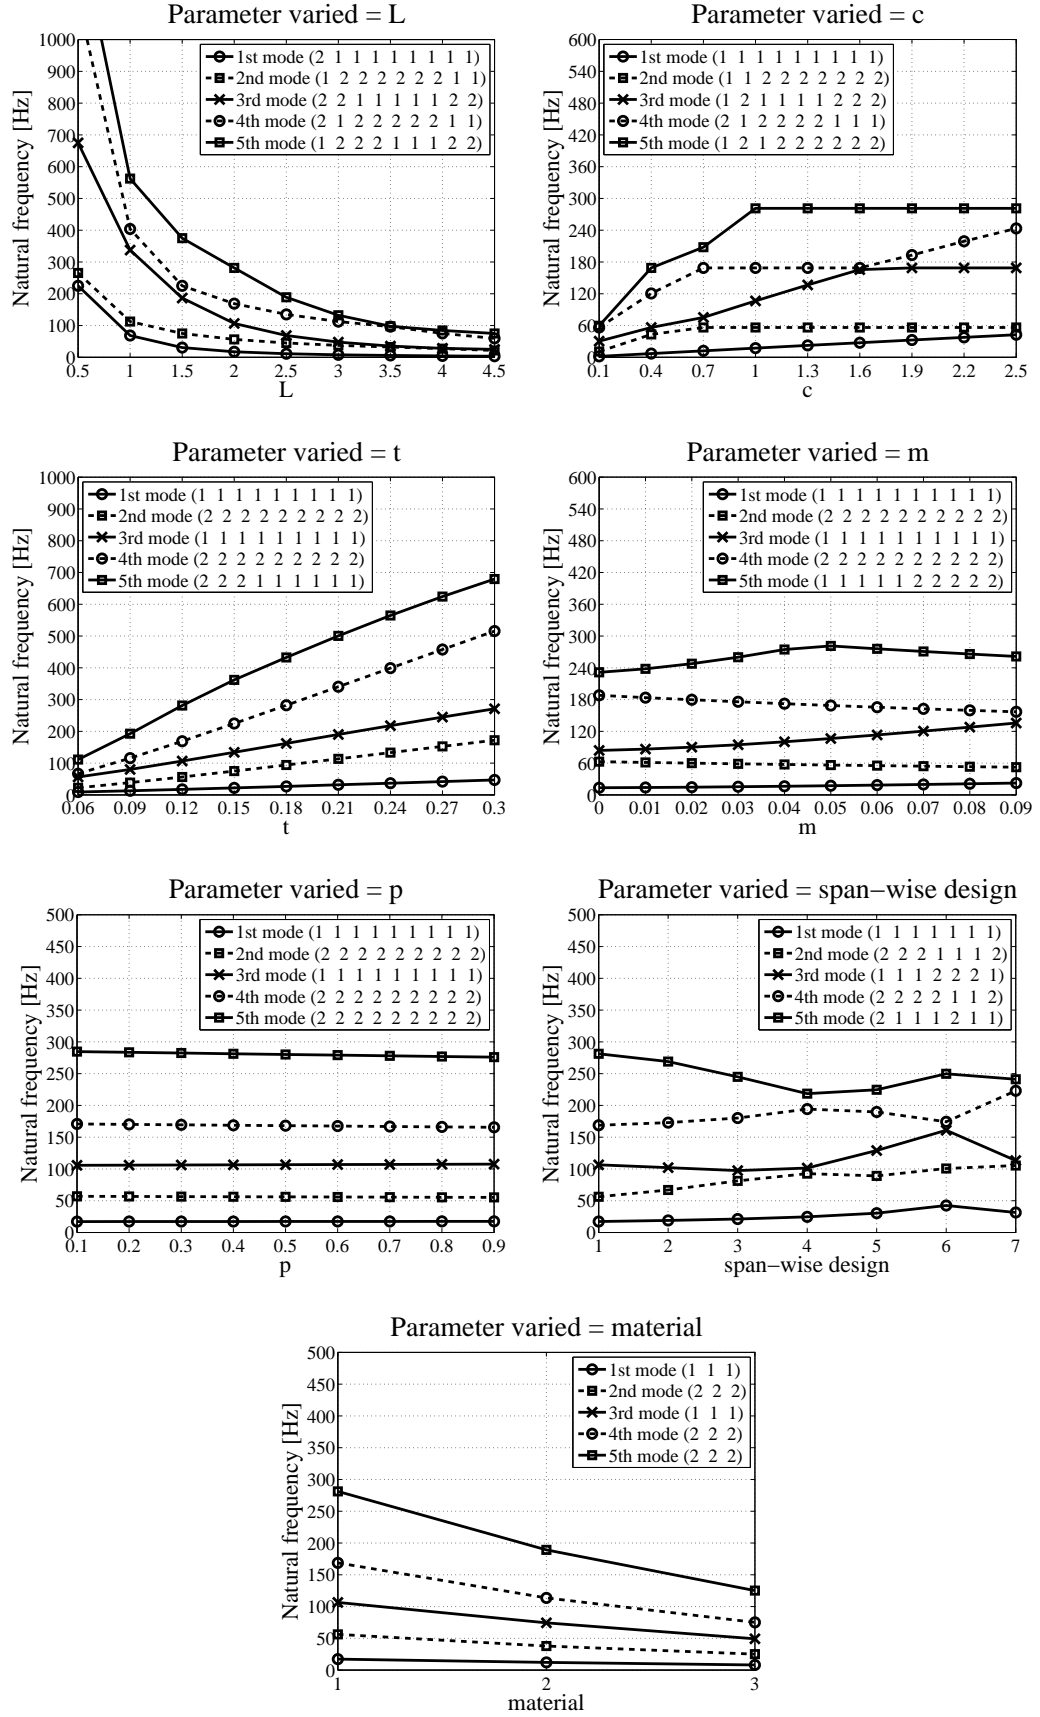 Parameter varied = L
1000
900
800
700
600
500
400
300
200
100
0
Natural frequency [Hz]
1st mode (2 1 1 1 1 1 1 1 1)
2nd mode (1 2 2 2 2 2 2 1 1)
3rd mode (2 2 1 1 1 1 1 2 2)
4th mode (2 1 2 2 2 2 2 1 1)
5th mode (1 2 2 2 1 1 1 2 2)
0.5 1 1.5 2 2.5 3 3.5 4 4.5
L
Parameter varied = c
600
540
480
420
360
300
240
180
120
60
0
Natural frequency [Hz]
1st mode (1 1 1 1 1 1 1 1 1)
2nd mode (1 1 2 2 2 2 2 2 2)
3rd mode (1 2 1 1 1 1 2 2 2)
4th mode (2 1 2 2 2 2 1 1 1)
5th mode (1 2 1 2 2 2 2 2 2)
0.1 0.4 0.7 1 1.3 1.6 1.9 2.2 2.5
c
Parameter varied = t
1000
900
800
700
600
500
400
300
200
100
0
Natural frequency [Hz]
1st mode (1 1 1 1 1 1 1 1 1)
2nd mode (2 2 2 2 2 2 2 2 2)
3rd mode (1 1 1 1 1 1 1 1 1)
4th mode (2 2 2 2 2 2 2 2 2)
5th mode (2 2 2 1 1 1 1 1 1)
0.06 0.09 0.12 0.15 0.18 0.21 0.24 0.27 0.3
t
Parameter varied = m
600
540
480
420
360
300
240
180
120
60
0
Natural frequency [Hz]
1st mode (1 1 1 1 1 1 1 1 1 1)
2nd mode (2 2 2 2 2 2 2 2 2 2)
3rd mode (1 1 1 1 1 1 1 1 1 1)
4th mode (2 2 2 2 2 2 2 2 2 2)
5th mode (1 1 1 1 1 2 2 2 2 2)
0 0.01 0.02 0.03 0.04 0.05 0.06 0.07 0.08 0.09
m
Parameter varied = p
500
450
400
350
300
250
200
150
100
50
0
Natural frequency [Hz]
1st mode (1 1 1 1 1 1 1 1 1)
2nd mode (2 2 2 2 2 2 2 2 2)
3rd mode (1 1 1 1 1 1 1 1 1)
4th mode (2 2 2 2 2 2 2 2 2)
5th mode (2 2 2 2 2 2 2 2 2)
0.1 0.2 0.3 0.4 0.5 0.6 0.7 0.8 0.9
p
Parameter varied = span−wise design
500
450
400
350
300
250
200
150
100
50
0
Natural frequency [Hz]
1st mode (1 1 1 1 1 1 1)
2nd mode (2 2 2 1 1 1 2)
3rd mode (1 1 1 2 2 2 1)
4th mode (2 2 2 2 1 1 2)
5th mode (2 1 1 1 2 1 1)
1 2 3 4 5 6 7
span−wise design
Parameter varied = material
500
450
400
350
300
250
200
150
100
50
0
Natural frequency [Hz]
1st mode (1 1 1)
2nd mode (2 2 2)
3rd mode (1 1 1)
4th mode (2 2 2)
5th mode (2 2 2)
1 2 3
material